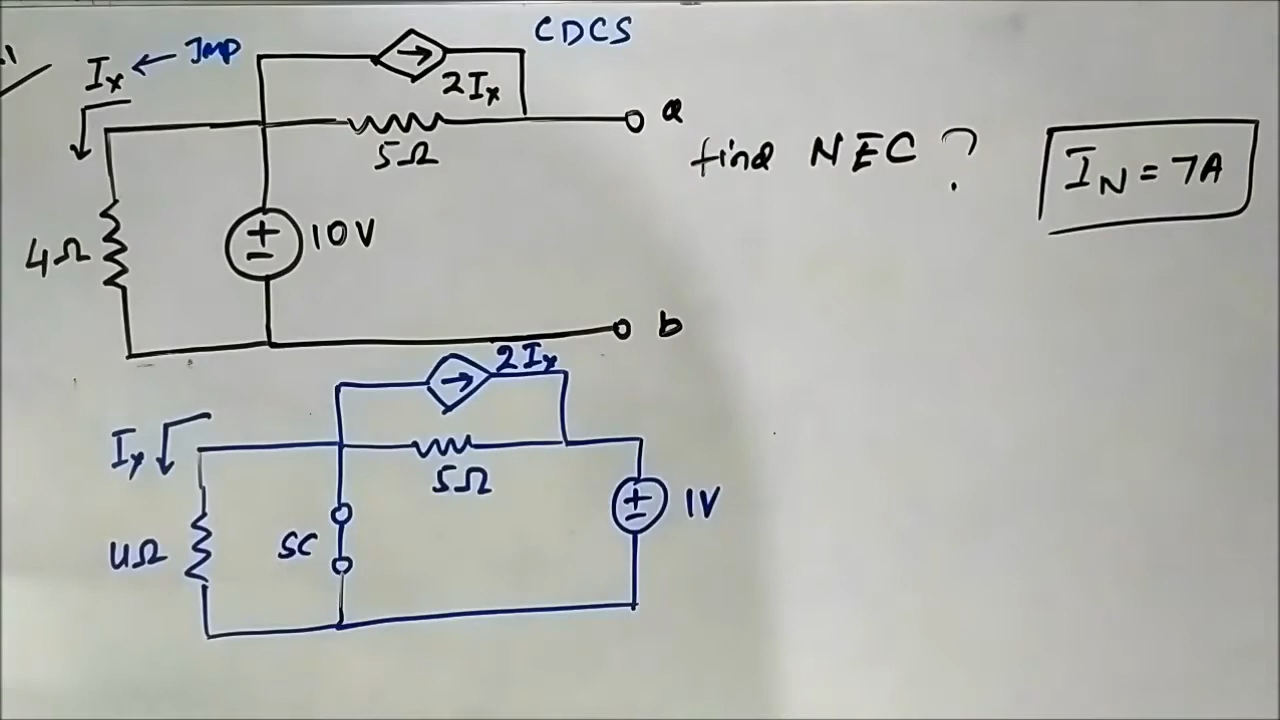 CDCS
Ix ← Imp
2Ix
a
5Ω
find NEC ?
IN = 7A
4Ω
+
−
10V
b
2Ix
Ix
5Ω
+
−
1V
4Ω
SC